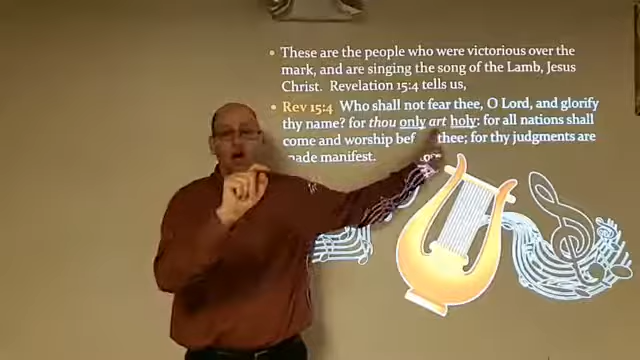 These are the people who were victorious over the
mark, and are singing the song of the Lamb, Jesus
Christ. Revelation 15:4 tells us,
Rev 15:4 Who shall not fear thee, O Lord, and glorify
thy name? for thou only art holy: for all nations shall
come and worship bef thee; for thy judgments are
made manifest.